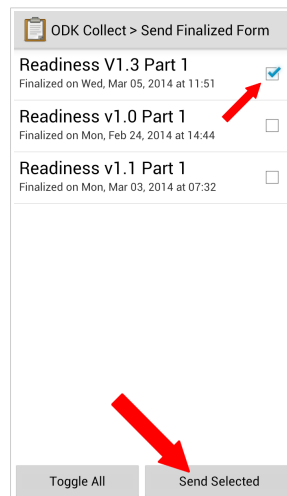 ODK Collect > Send Finalized Form
Readiness V1.3 Part 1
Finalized on Wed, Mar 05, 2014 at 11:51
Readiness v1.0 Part 1
Finalized on Mon, Feb 24, 2014 at 14:44
Readiness v1.1 Part 1
Finalized on Mon, Mar 03, 2014 at 07:32
Toggle All
Send Selected